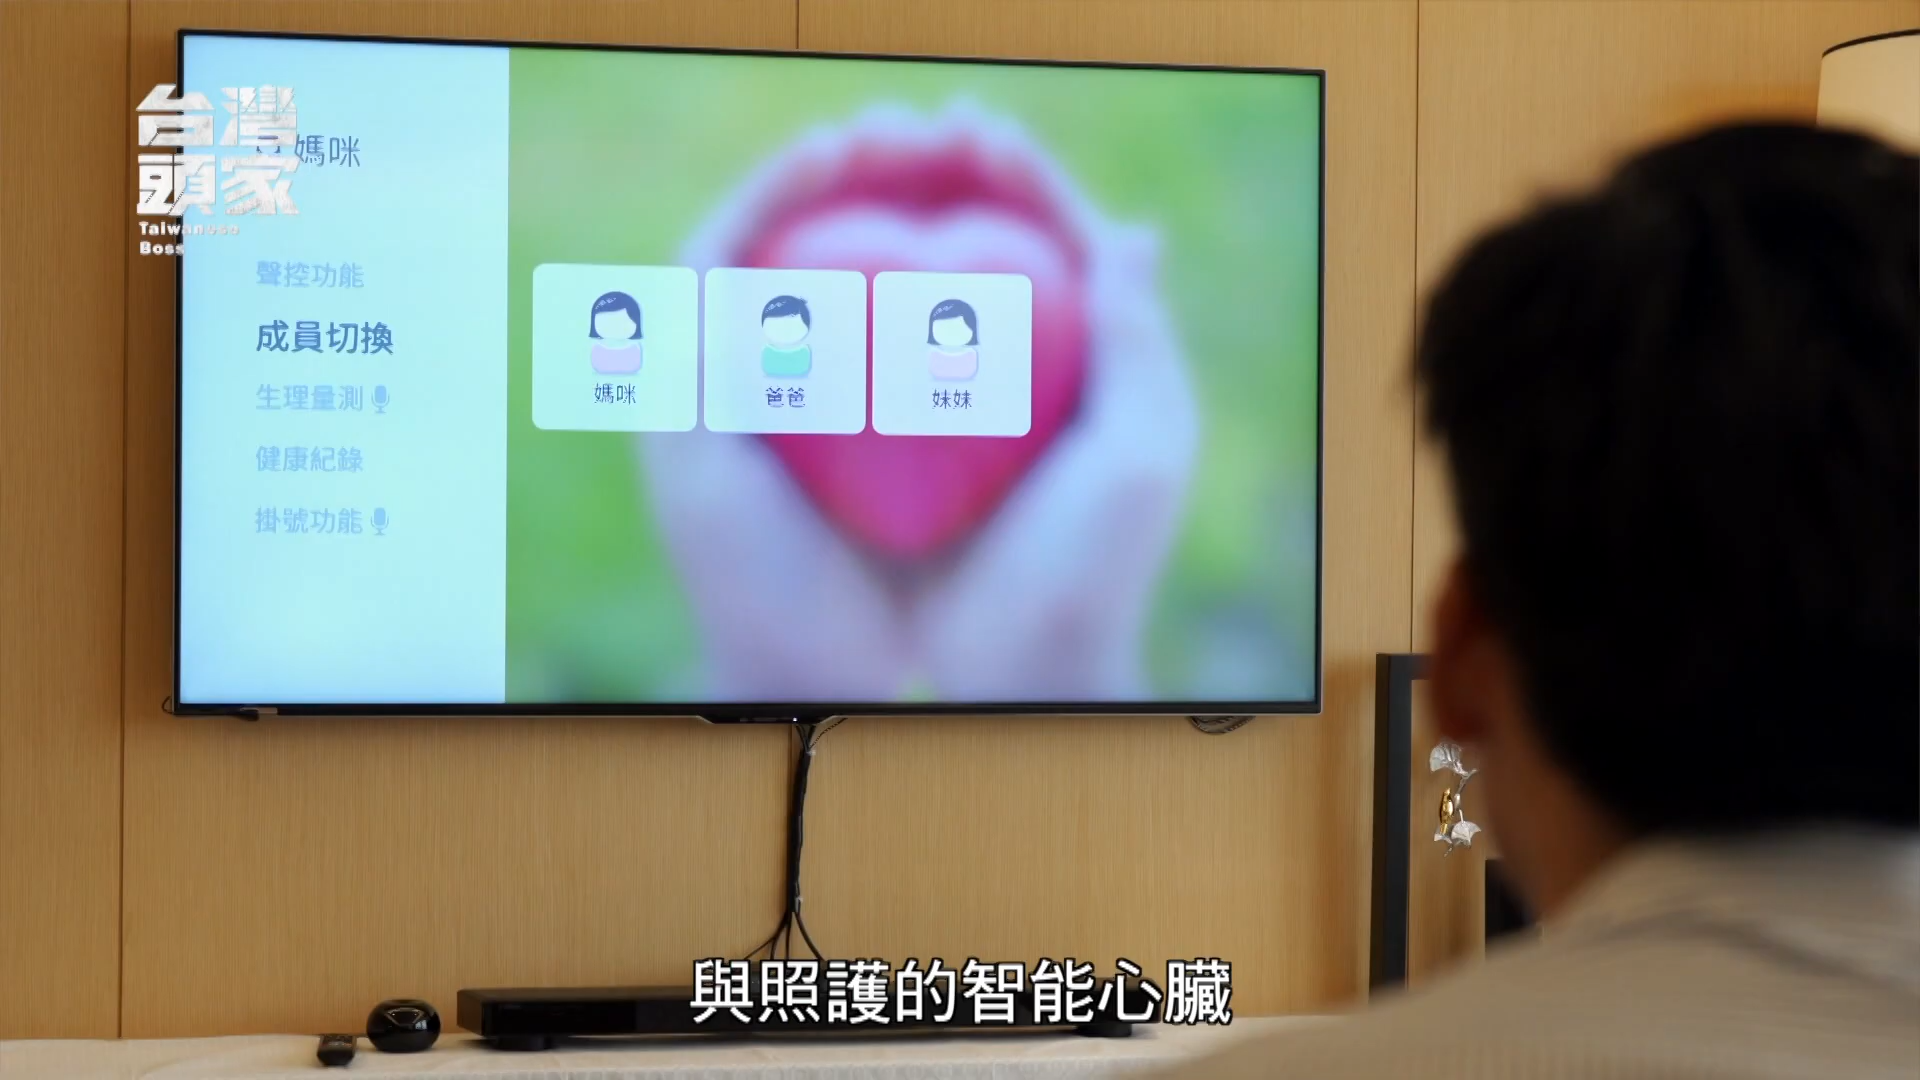 台灣
頭家
Taiwanese
Boss
媽咪
聲控功能
成員切換
生理量測
健康紀錄
掛號功能
媽咪
爸爸
妹妹
與照護的智能心臟